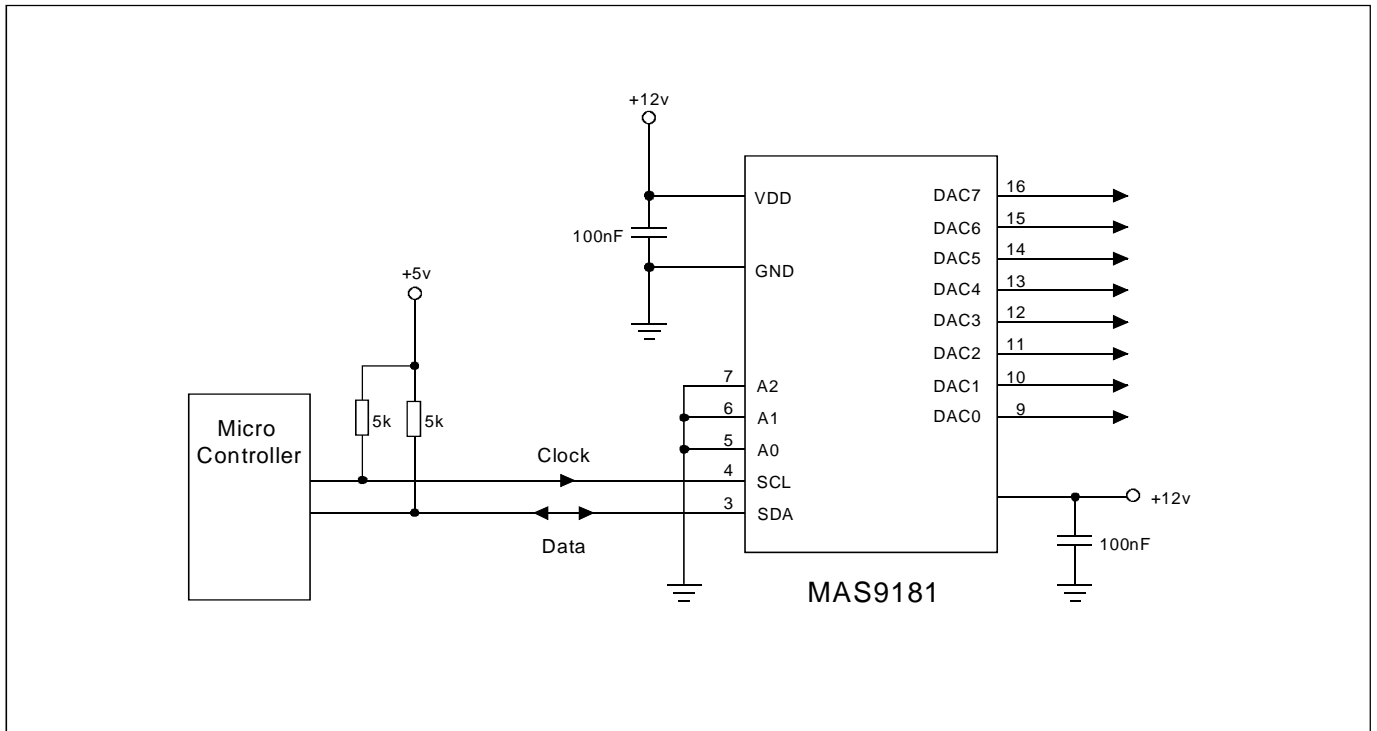 +12v
VDD
100nF
GND
+5v
5k
5k
Micro
Controller
Clock
Data
7
A2
6
A1
5
A0
4
SCL
3
SDA
DAC7
16
DAC6
15
DAC5
14
DAC4
13
DAC3
12
DAC2
11
DAC1
10
DAC0
9
+12v
100nF
MAS9181